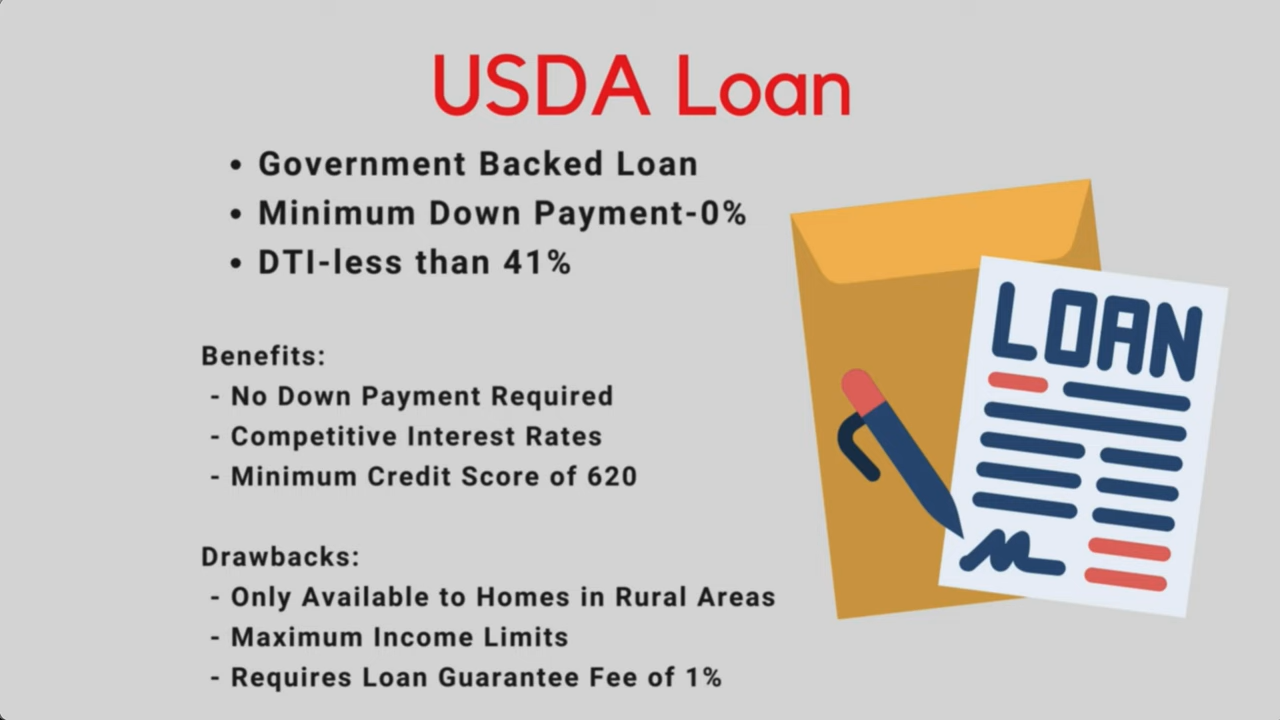 USDA Loan
• Government Backed Loan
• Minimum Down Payment-0%
• DTI-less than 41%
Benefits:
- No Down Payment Required
- Competitive Interest Rates
- Minimum Credit Score of 620
Drawbacks:
- Only Available to Homes in Rural Areas
- Maximum Income Limits
- Requires Loan Guarantee Fee of 1%
LOAN